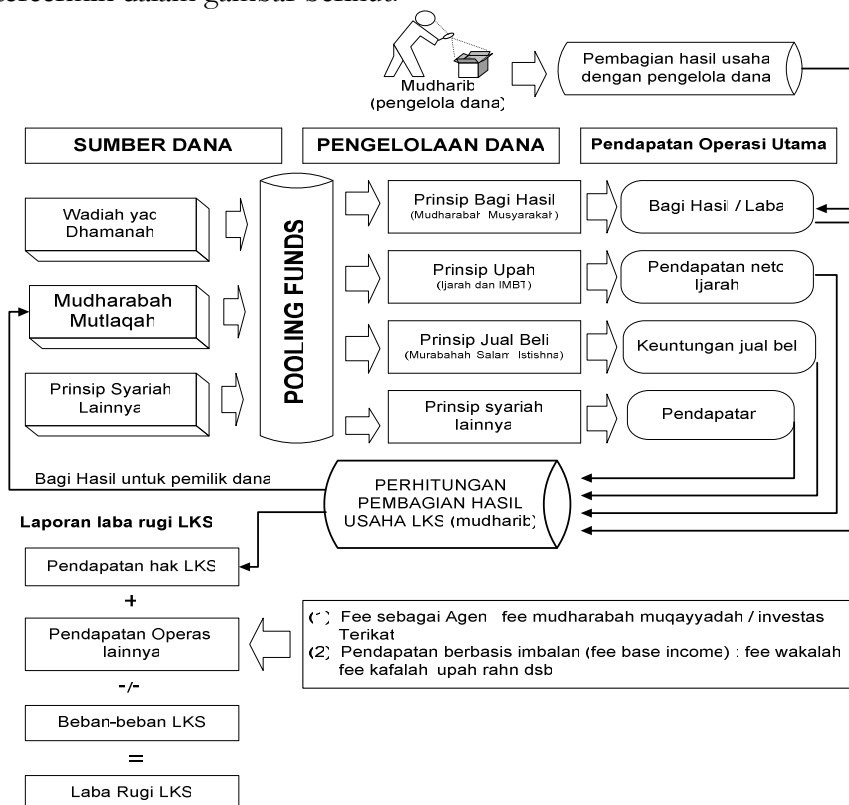 Mudharib
(pengelola dana)
Pembagian hasil usaha
dengan pengelola dana
SUMBER DANA
PENGELOLAAN DANA
Pendapatan Operasi Utama
Wadiah yad
Dhamanah
Mudharabah
Mutlaqah
Prinsip Syariah
Lainnya
POOLING FUNDS
Prinsip Bagi Hasil
(Mudharabah Musyarakah)
Prinsip Upah
(Ijarah dan IMBT)
Prinsip Jual Beli
(Murabahah Salam Istishna)
Prinsip syariah
lainnya
Bagi Hasil / Laba
Pendapatan neto
Ijarah
Keuntungan jual bel
Pendapatan
Bagi Hasil untuk pemilik dana
PERHITUNGAN
PEMBAGIAN HASIL
USAHA LKS (mudharib)
Laporan laba rugi LKS
Pendapatan hak LKS
+
Pendapatan Operas
lainnya
-/-
Beban-beban LKS
=
Laba Rugi LKS
(1) Fee sebagai Agen fee mudharabah muqayyadah / investas
Terikat
(2) Pendapatan berbasis imbalan (fee base income) : fee wakalah
fee kafalah upah rahn dsb